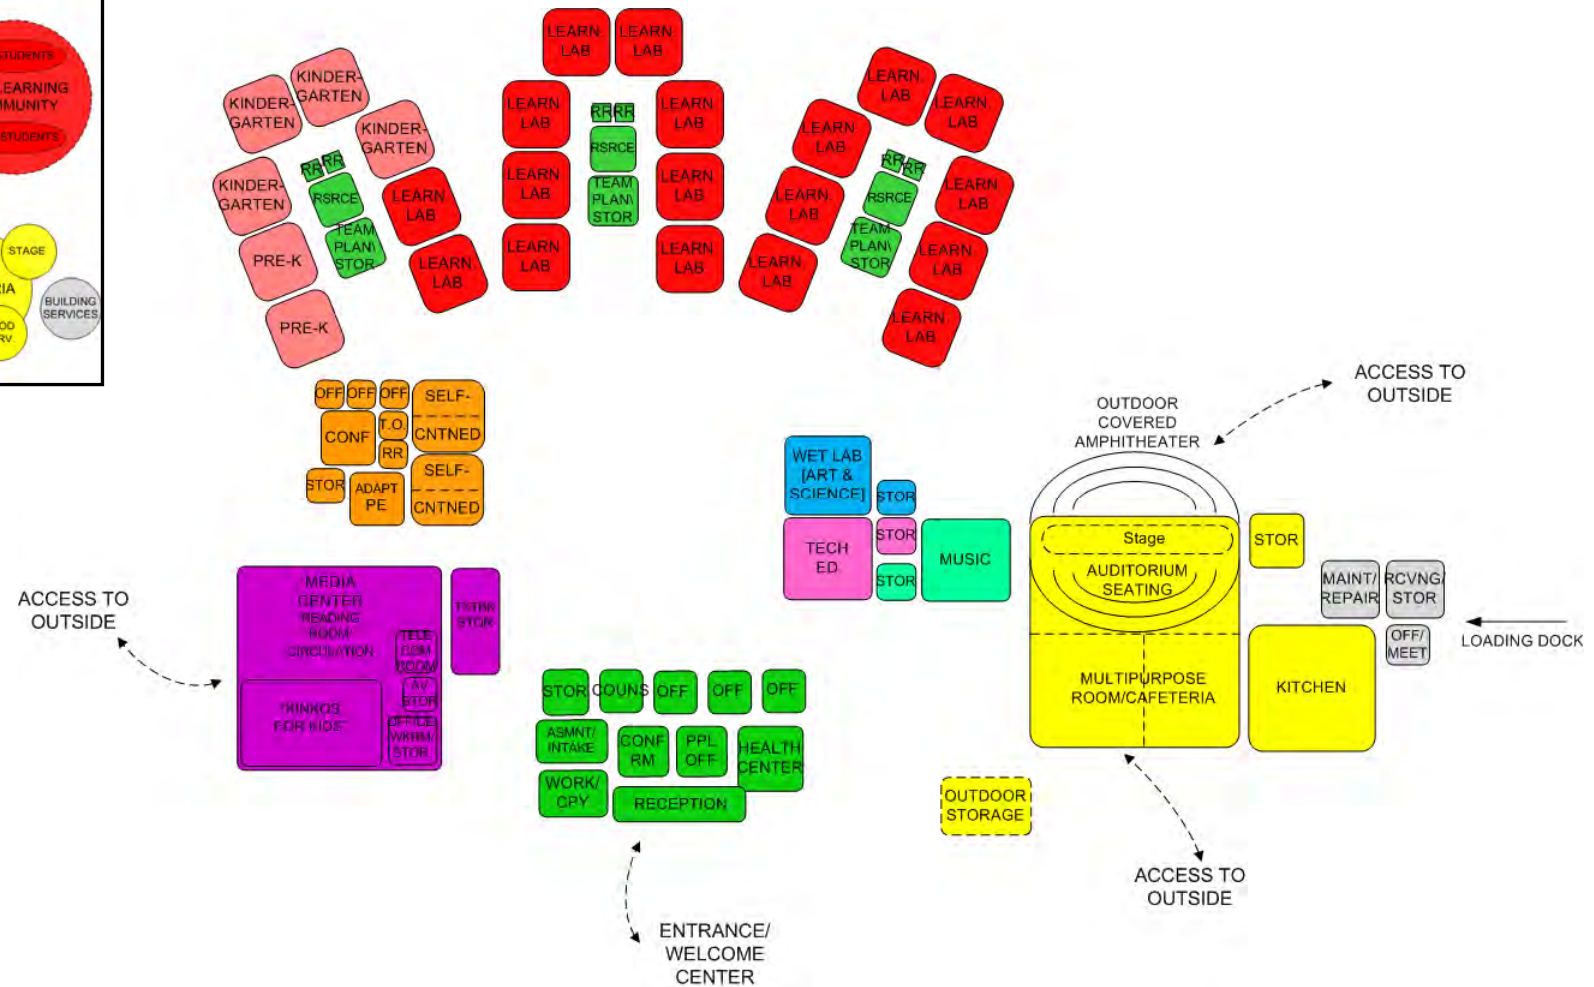 STUDENTS
LEARNING
STUDENTS
STAGE
BUILDING
SERVICES
KINDER-
GARTEN
KINDER-
GARTEN
KINDER-
GARTEN
KINDER-
GARTEN
PRE-K
PRE-K
RR
RR
RSRCE
TEAM
PLAN\
STOR
LEARN.
LAB
LEARN.
LAB
LEARN.
LAB
LEARN.
LAB
LEARN.
LAB
LEARN.
LAB
LEARN.
LAB
LEARN.
LAB
LEARN.
LAB
LEARN.
LAB
RR
RR
RSRCE
TEAM
PLAN\
STOR
LEARN.
LAB
LEARN.
LAB
LEARN.
LAB
LEARN.
LAB
LEARN.
LAB
LEARN.
LAB
LEARN.
LAB
LEARN.
LAB
RR
RR
RSRCE
TEAM
PLAN\
STOR
OFF
OFF
OFF
SELF-
CNTNED
CONF
T.O.
RR
SELF-
CNTNED
STOR
ADAPT
PE
WET LAB
[ART &
SCIENCE]
STOR
TECH
ED.
STOR
STOR
MUSIC
OUTDOOR
COVERED
AMPHITHEATER
ACCESS TO
OUTSIDE
Stage
AUDITORIUM
SEATING
STOR
MULTIPURPOSE
ROOM/CAFETERIA
KITCHEN
MAINT/
REPAIR
RCVNG/
STOR
OFF/
MEET
LOADING DOCK
OUTDOOR
STORAGE
ACCESS TO
OUTSIDE
ACCESS TO
OUTSIDE
MEDIA
CENTER
READING
ROOM/
CIRCULATION
TELE
COM
ROOM
AV
STOR
OFFICE/
WKRM/
STOR.
"KINKOS
FOR KIDS"
STOR
STOR
COUNS
OFF
OFF
OFF
ASMNT/
INTAKE
CONF
RM
PPL
OFF
HEALTH
CENTER
WORK/
CPY
RECEPTION
ENTRANCE/
WELCOME
CENTER